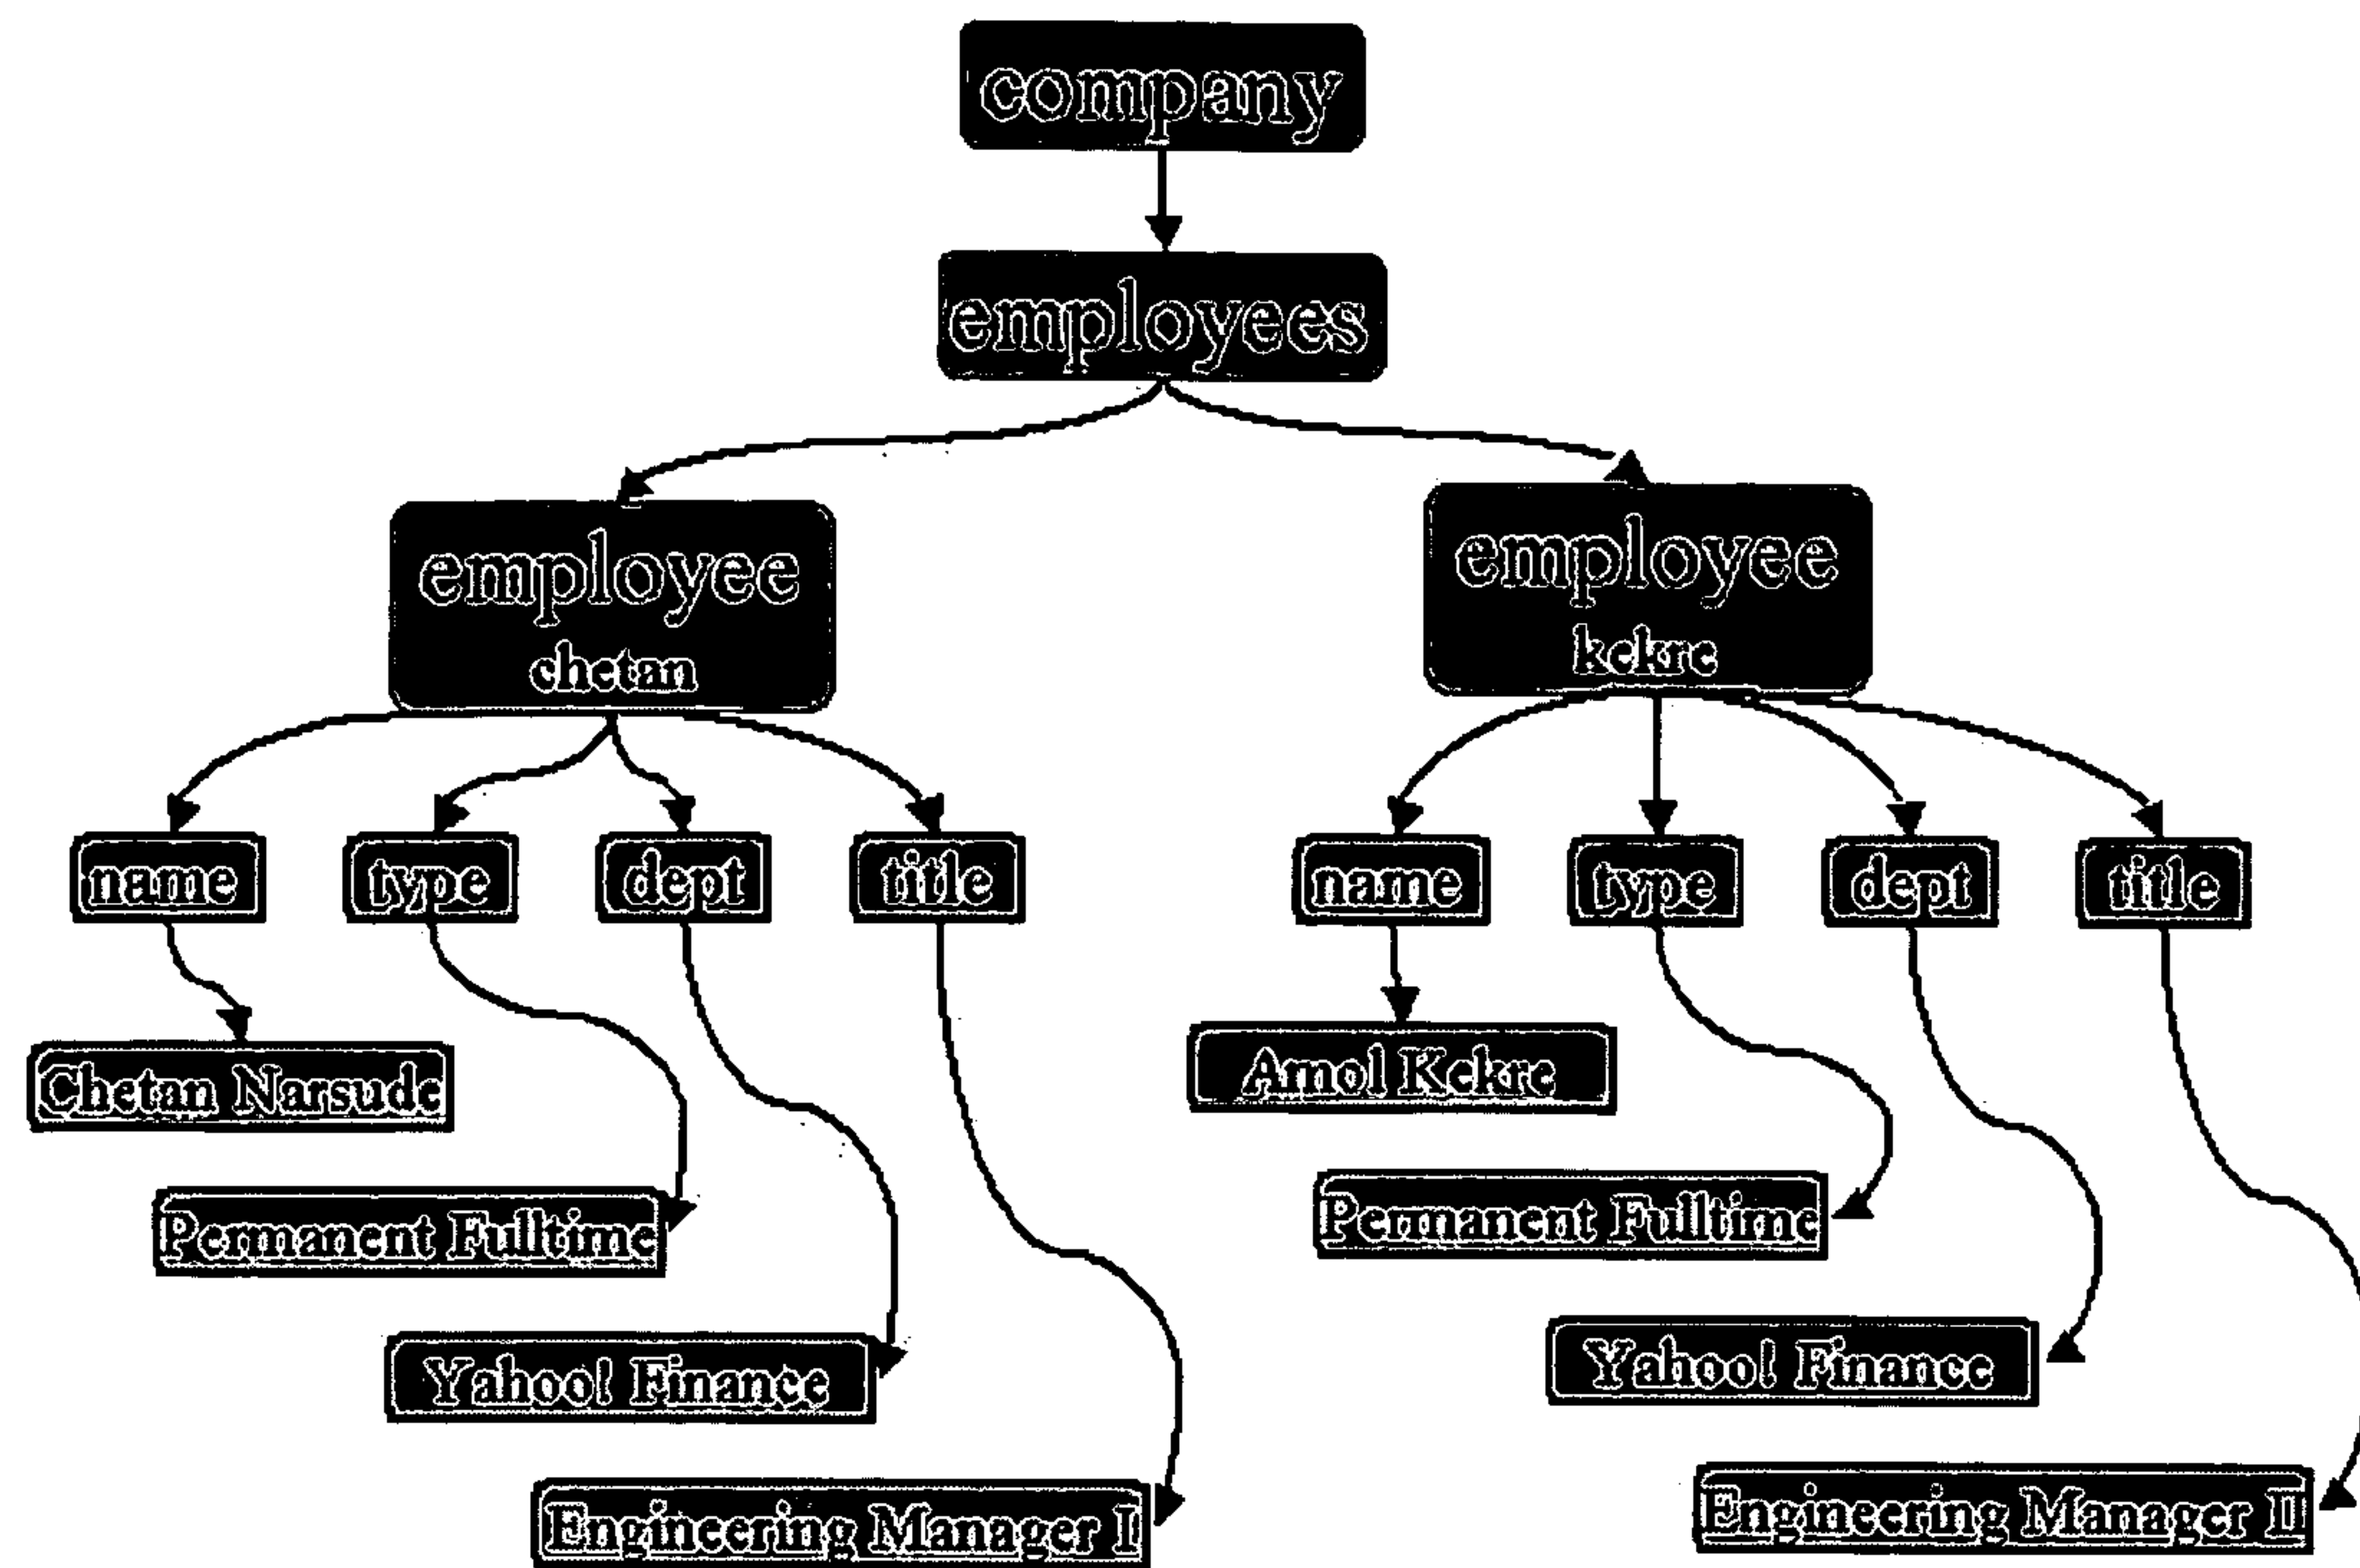 company
employees
employee
chetan
employee
kekre
name
type
dept
title
name
type
dept
title
Chetan Narsude
Amol Kekre
Permanent Fulltime
Permanent Fulltime
Yahoo! Finance
Yahoo! Finance
Engineering Manager I
Engineering Manager II